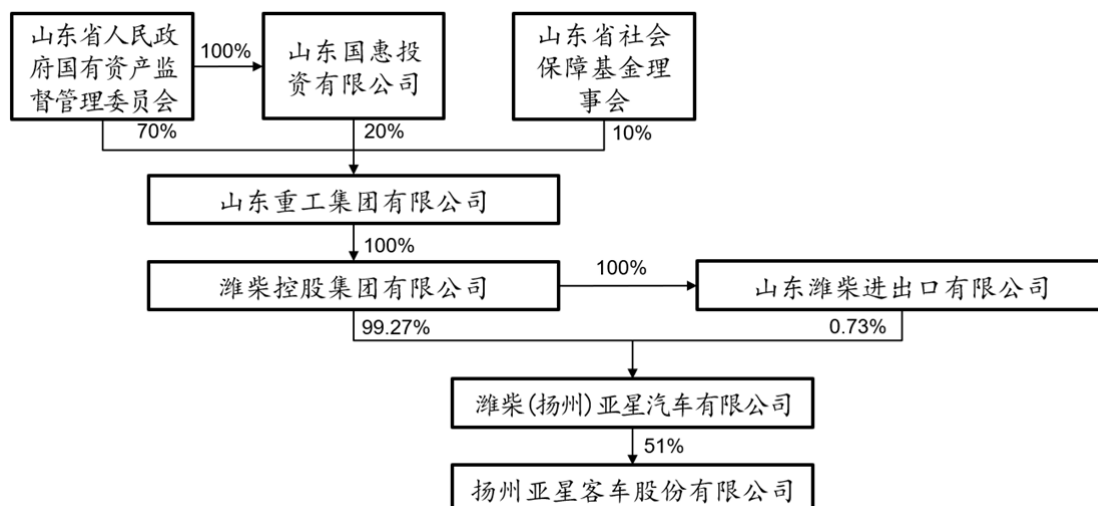 山东省人民政
府国有资产监
督管理委员会
100%
山东国惠投
资有限公司
山东省社会
保障基金理
事会
70%
20%
10%
山东重工集团有限公司
100%
潍柴控股集团有限公司
100%
山东潍柴进出口有限公司
99.27%
0.73%
潍柴(扬州)亚星汽车有限公司
51%
扬州亚星客车股份有限公司